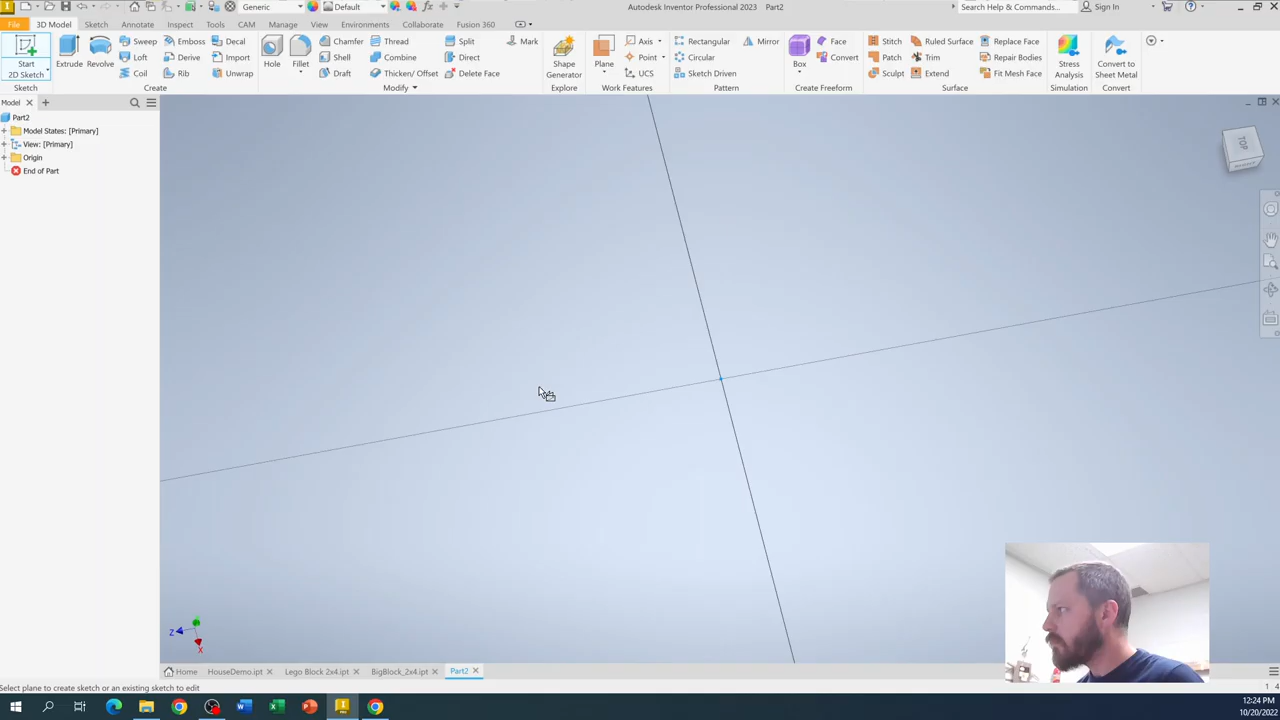 Generic
Default
Autodesk Inventor Professional 2023 Part2
Search Help & Commands...
Sign In
File
3D Model
Sketch
Annotate
Inspect
Tools
CAM
Manage
View
Environments
Collaborate
Fusion 360
Start
2D Sketch
Sketch
Extrude
Revolve
Sweep
Loft
Coil
Emboss
Derive
Rib
Decal
Import
Unwrap
Create
Hole
Fillet
Chamfer
Shell
Draft
Thread
Combine
Thicken/ Offset
Split
Direct
Delete Face
Mark
Modify
Shape
Generator
Explore
Plane
Axis
Point
UCS
Work Features
Rectangular
Circular
Sketch Driven
Mirror
Pattern
Box
Face
Convert
Create Freeform
Stitch
Patch
Sculpt
Ruled Surface
Trim
Extend
Replace Face
Repair Bodies
Fit Mesh Face
Surface
Stress
Analysis
Simulation
Convert to
Sheet Metal
Convert
Model
Part2
Model States: [Primary]
View: [Primary]
Origin
End of Part
TOP
Z
X
Home
HouseDemo.ipt
Lego Block 2x4.ipt
BigBlock_2x4.ipt
Part2
Select plane to create sketch or an existing sketch to edit
1 4
12:24 PM
10/20/2022